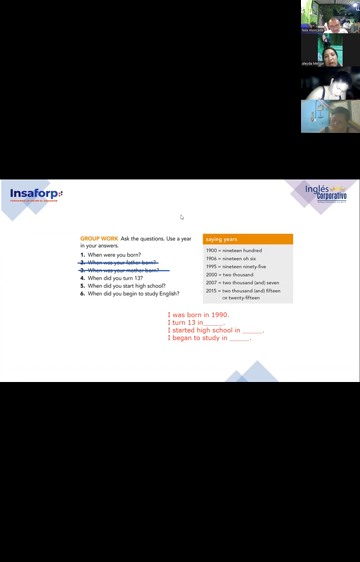 Insaforp
Inglés
Corporativo
GROUP WORK Ask the questions. Use a year
in your answers.
1. When were you born?
2. When was your father born?
3. When was your mother born?
4. When did you turn 13?
5. When did you start high school?
6. When did you begin to study English?
saying years
1900 = nineteen hundred
1906 = nineteen oh six
1995 = nineteen ninety-five
2000 = two thousand
2007 = two thousand (and) seven
2015 = two thousand (and) fifteen
or twenty-fifteen
I was born in 1990.
I turn 13 in_____.
I started high school in _____.
I began to study in _____.